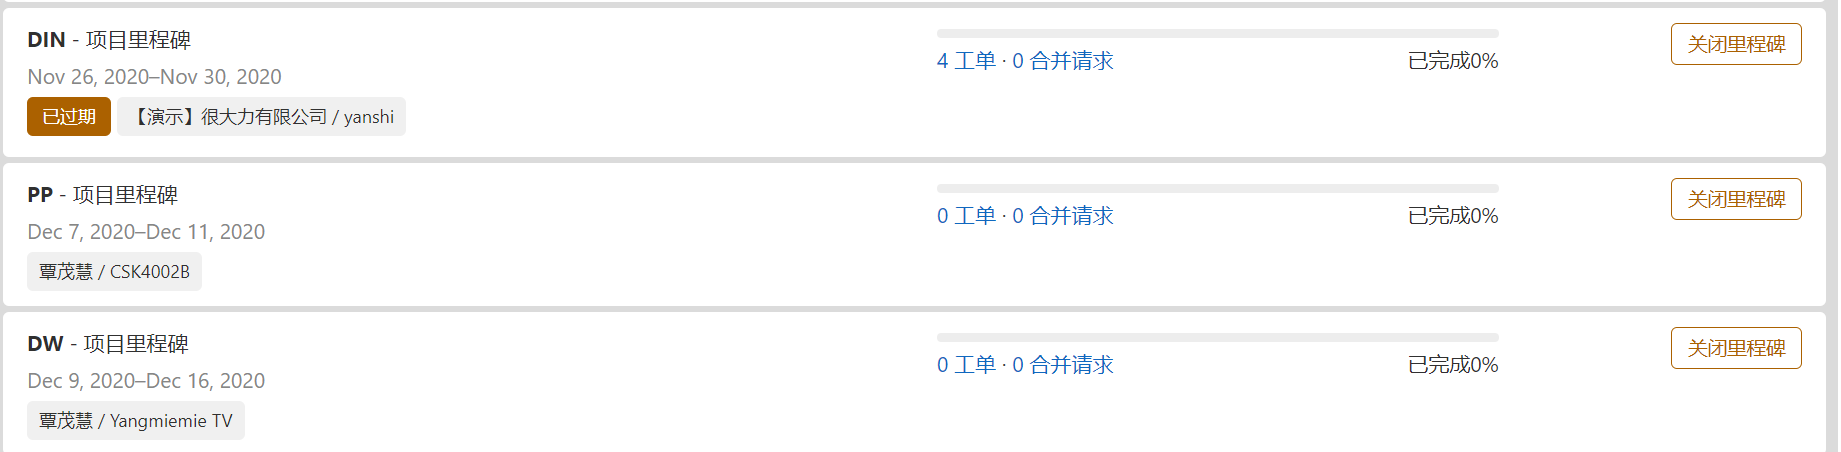 DIN - 项目里程碑
Nov 26, 2020–Nov 30, 2020
已过期 【演示】很大力有限公司 / yanshi
4 工单 · 0 合并请求 已完成0%
关闭里程碑
PP - 项目里程碑
Dec 7, 2020–Dec 11, 2020
覃茂慧 / CSK4002B
0 工单 · 0 合并请求 已完成0%
关闭里程碑
DW - 项目里程碑
Dec 9, 2020–Dec 16, 2020
覃茂慧 / Yangmiemie TV
0 工单 · 0 合并请求 已完成0%
关闭里程碑